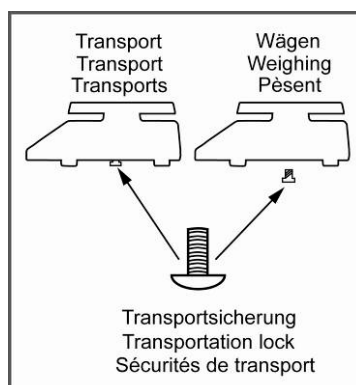 Transport
Transport
Transports
Wägen
Weighing
Pèsent
Transportsicherung
Transportation lock
Sécurités de transport